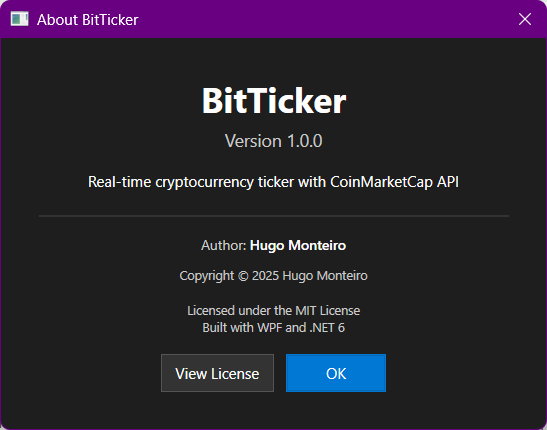 About BitTicker
BitTicker
Version 1.0.0
Real-time cryptocurrency ticker with CoinMarketCap API
Author: Hugo Monteiro
Copyright © 2025 Hugo Monteiro
Licensed under the MIT License
Built with WPF and .NET 6
View License
OK